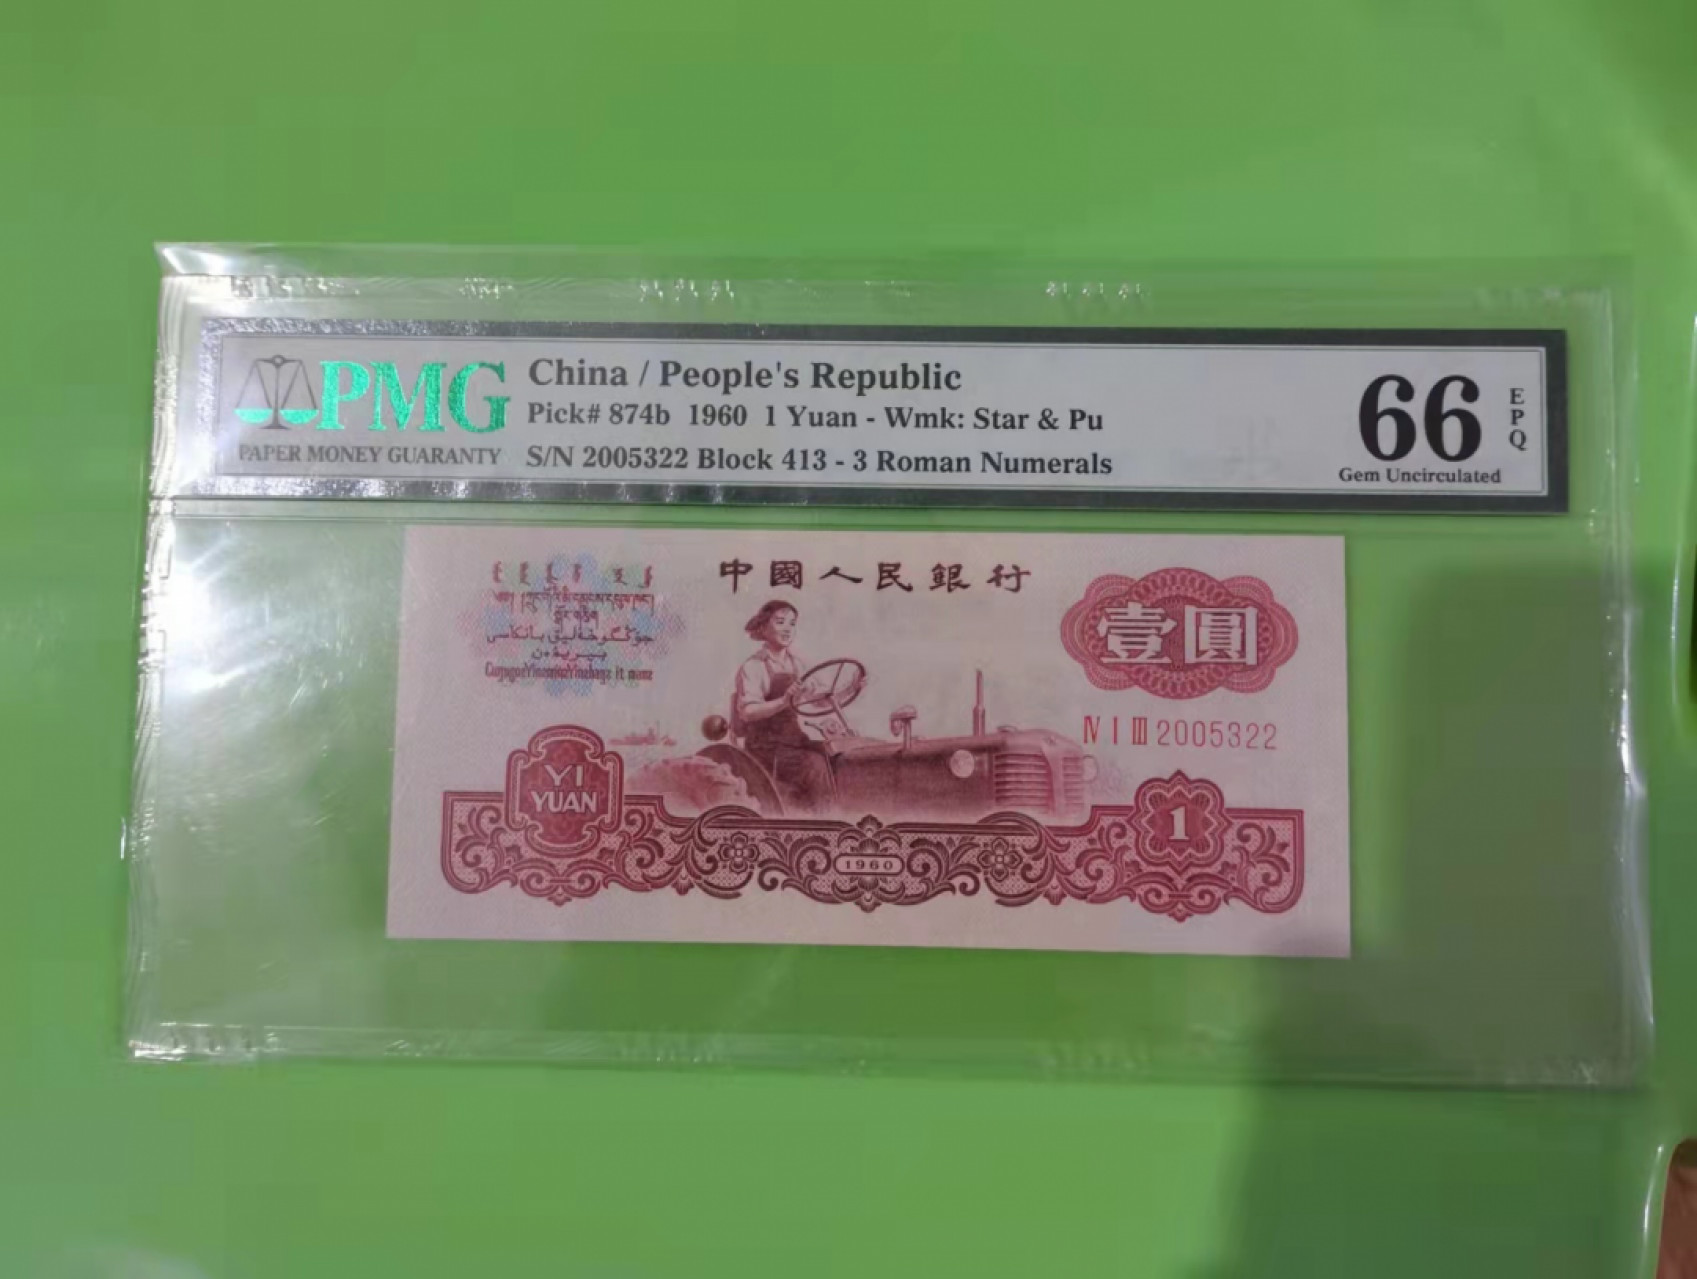 PMG
PAPER MONEY GUARANTY
China / People's Republic
Pick# 874b 1960 1 Yuan - Wmk: Star & Pu
S/N 2005322 Block 413 - 3 Roman Numerals
66
EPQ
Gem Uncirculated
中國人民銀行
壹圓
Ⅳ Ⅰ Ⅲ 2005322
YI
YUAN
1960
1